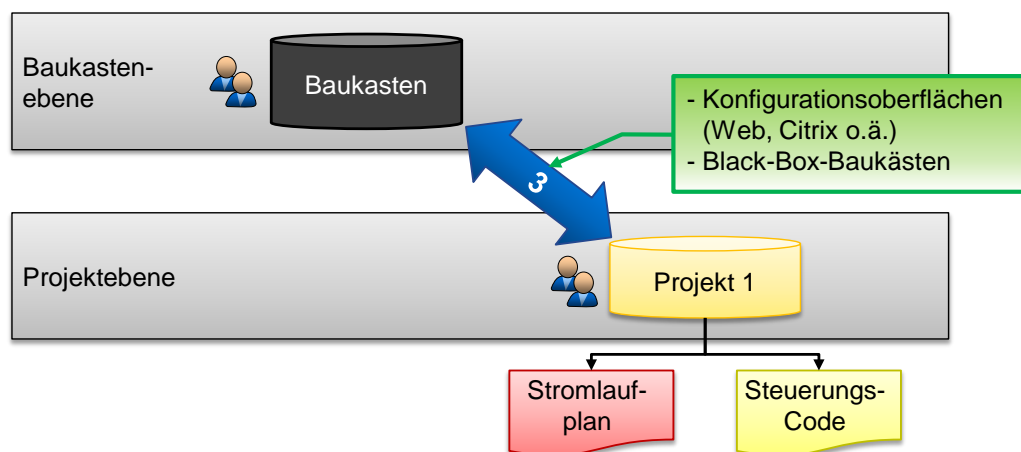 Baukasten-
ebene
Baukasten
- Konfigurationsoberflächen
(Web, Citrix o.ä.)
- Black-Box-Baukästen
3
Projektebene
Projekt 1
Stromlauf-
plan
Steuerungs-
Code